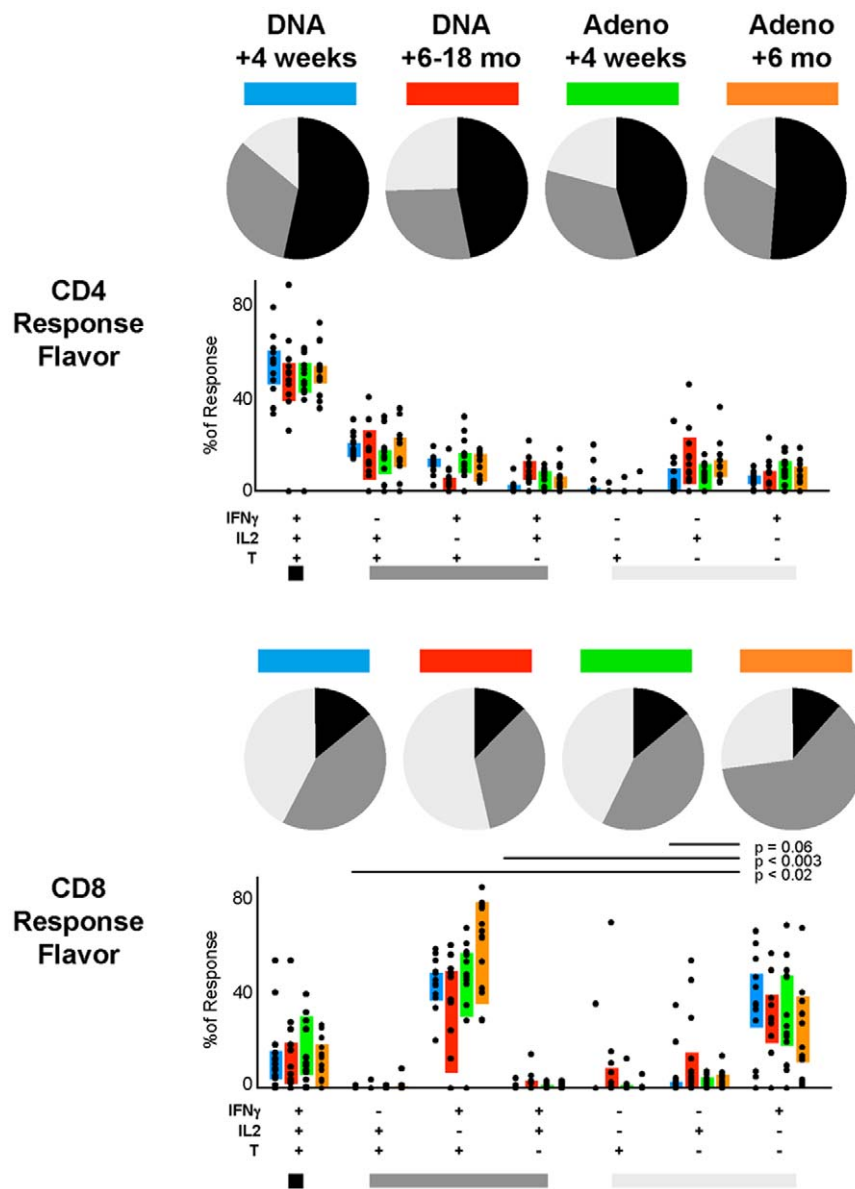 DNA DNA Adeno Adeno
+4 weeks +6-18 mo +4 weeks +6 mo
CD4
Response
Flavor
%of Response
80
40
0
IFNγ + - + + - - +
IL2 + + - + - + -
T + + + - + - -
p = 0.06
p < 0.003
p < 0.02
CD8
Response
Flavor
%of Response
80
40
0
IFNγ + - + + - - +
IL2 + + - + - + -
T + + + - + - -